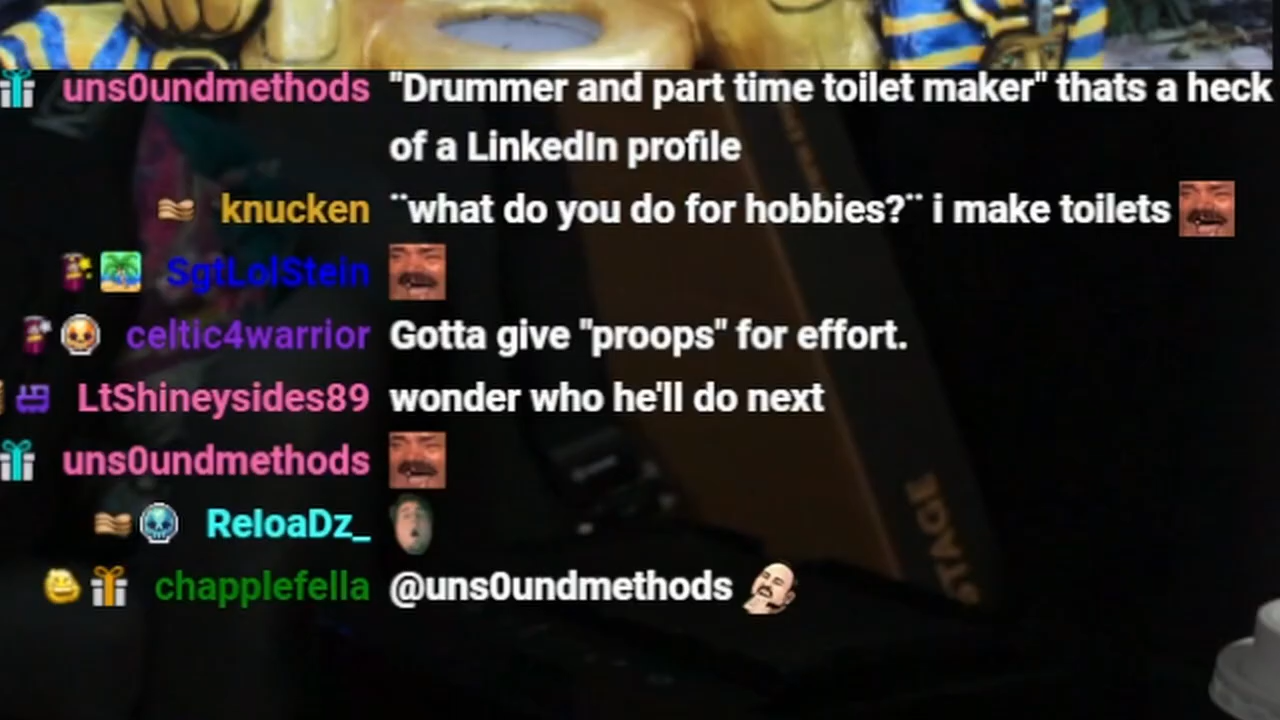 uns0undmethods "Drummer and part time toilet maker" thats a heck
of a LinkedIn profile
knucken ¨what do you do for hobbies?¨ i make toilets
SgtLolStein
celtic4warrior Gotta give "proops" for effort.
LtShineysides89 wonder who he'll do next
uns0undmethods
ReloaDz_
chapplefella @uns0undmethods
STAGE